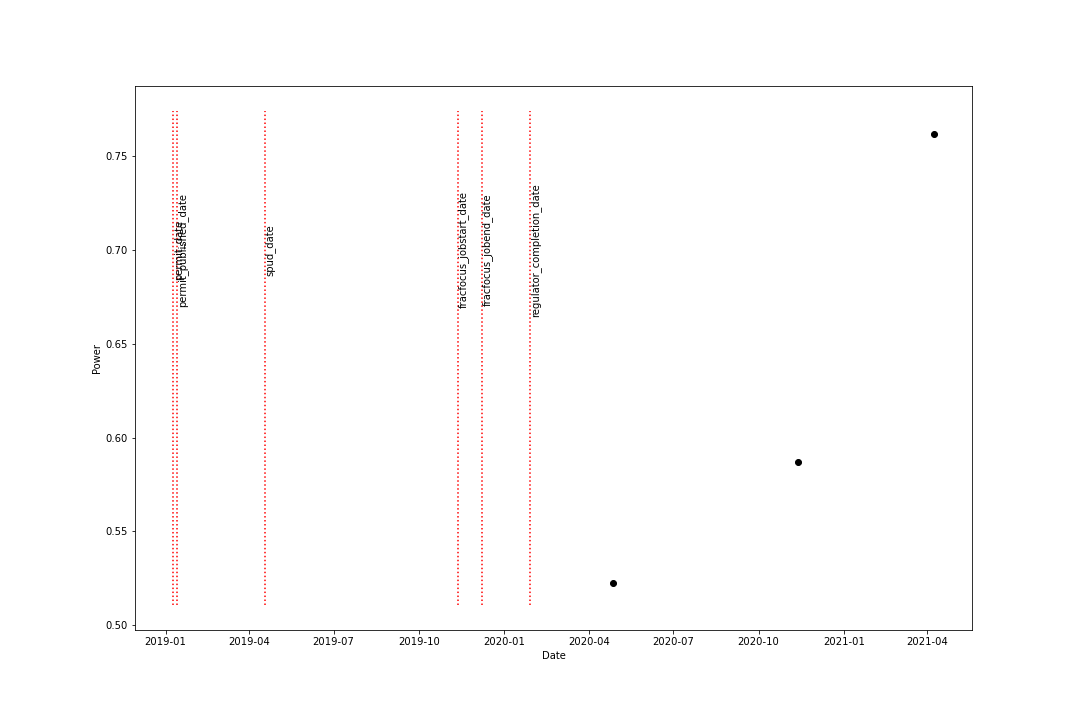 0.75
0.70
0.65
0.60
0.55
0.50
Power
permit_date
permit_published_date
spud_date
fracfocus_jobstart_date
fracfocus_jobend_date
regulator_completion_date
2019-01
2019-04
2019-07
2019-10
2020-01
2020-04
2020-07
2020-10
2021-01
2021-04
Date